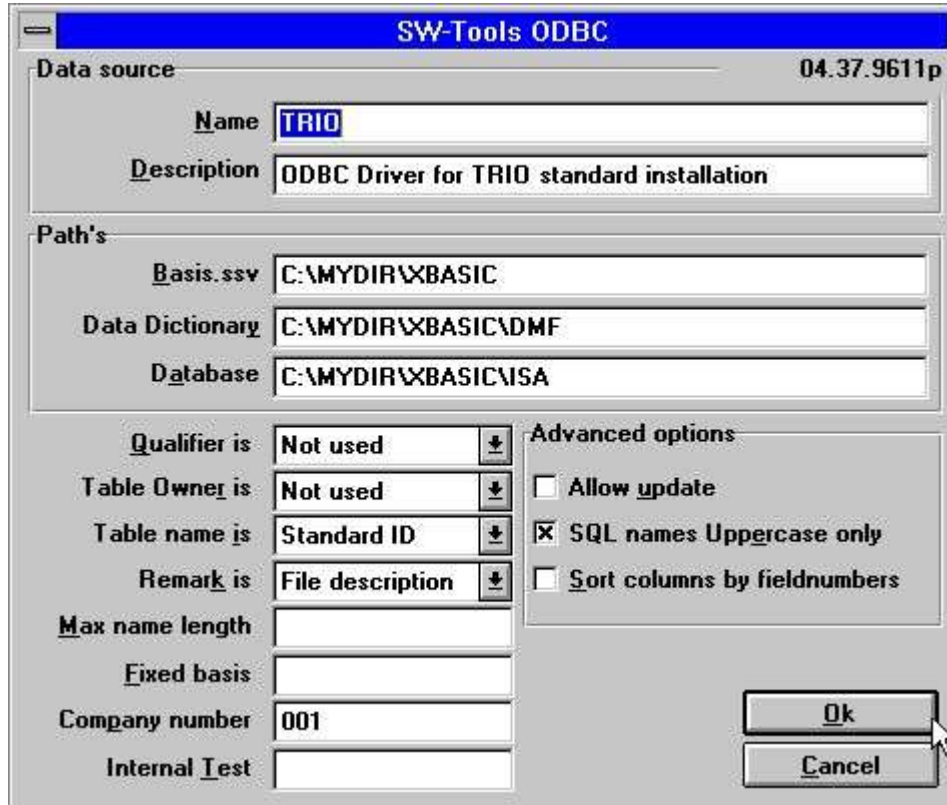 SW-Tools ODBC
Data source 04.37.9611p
Name TRIO
Description ODBC Driver for TRIO standard installation
Path's
Basis.ssv C:\MYDIR\XBASIC
Data Dictionary C:\MYDIR\XBASIC\DMF
Database C:\MYDIR\XBASIC\ISA
Qualifier is Not used
Table Owner is Not used
Table name is Standard ID
Remark is File description
Max name length
Fixed basis
Company number 001
Internal Test
Advanced options
Allow update
SQL names Uppercase only
Sort columns by fieldnumbers
Ok
Cancel